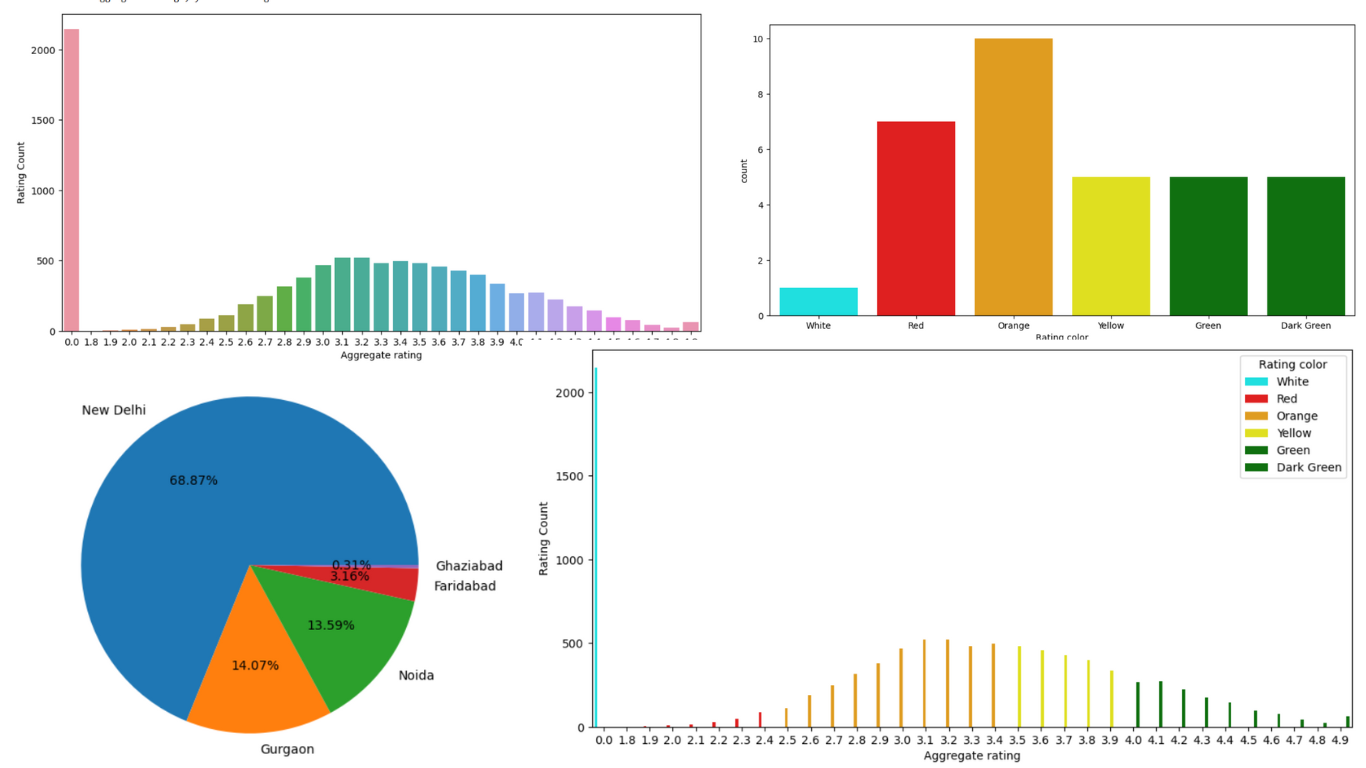 2000
1500
1000
500
0
Rating Count
0.0 1.8 1.9 2.0 2.1 2.2 2.3 2.4 2.5 2.6 2.7 2.8 2.9 3.0 3.1 3.2 3.3 3.4 3.5 3.6 3.7 3.8 3.9 4.0
Aggregate rating
10
8
6
4
2
0
count
White Red Orange Yellow Green Dark Green
Rating color
New Delhi
68.87%
0.31%
Ghaziabad
3.16%
Faridabad
13.59%
Noida
14.07%
Gurgaon
Rating color
White
Red
Orange
Yellow
Green
Dark Green
2000
1500
1000
500
0
Rating Count
0.0 1.8 1.9 2.0 2.1 2.2 2.3 2.4 2.5 2.6 2.7 2.8 2.9 3.0 3.1 3.2 3.3 3.4 3.5 3.6 3.7 3.8 3.9 4.0 4.1 4.2 4.3 4.4 4.5 4.6 4.7 4.8 4.9
Aggregate rating